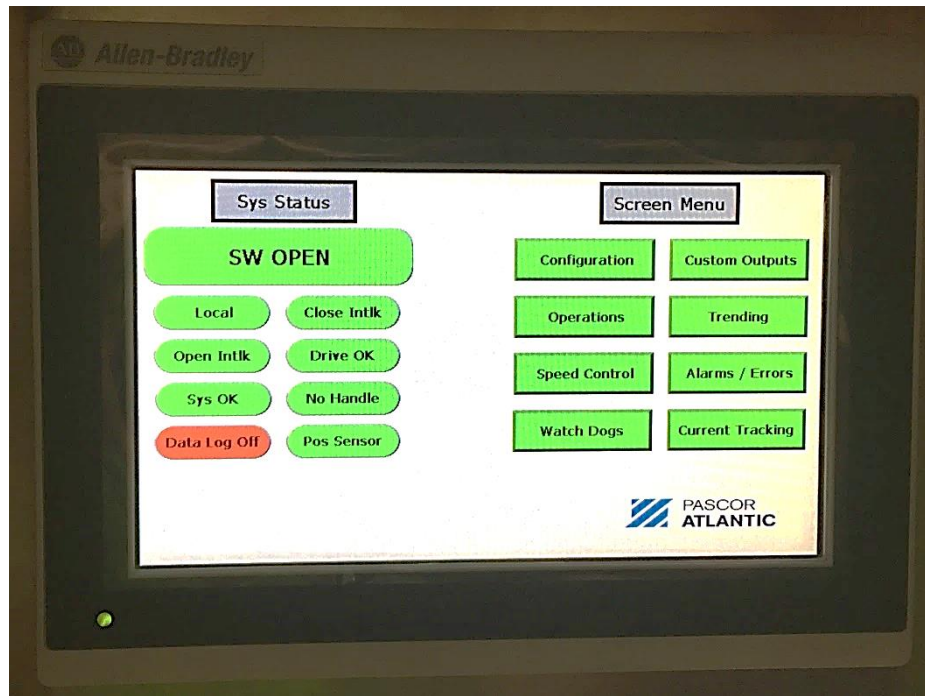 AB Allen-Bradley
Sys Status
SW OPEN
Local
Close Intlk
Open Intlk
Drive OK
Sys OK
No Handle
Data Log Off
Pos Sensor
Screen Menu
Configuration
Custom Outputs
Operations
Trending
Speed Control
Alarms / Errors
Watch Dogs
Current Tracking
PASCOR
ATLANTIC